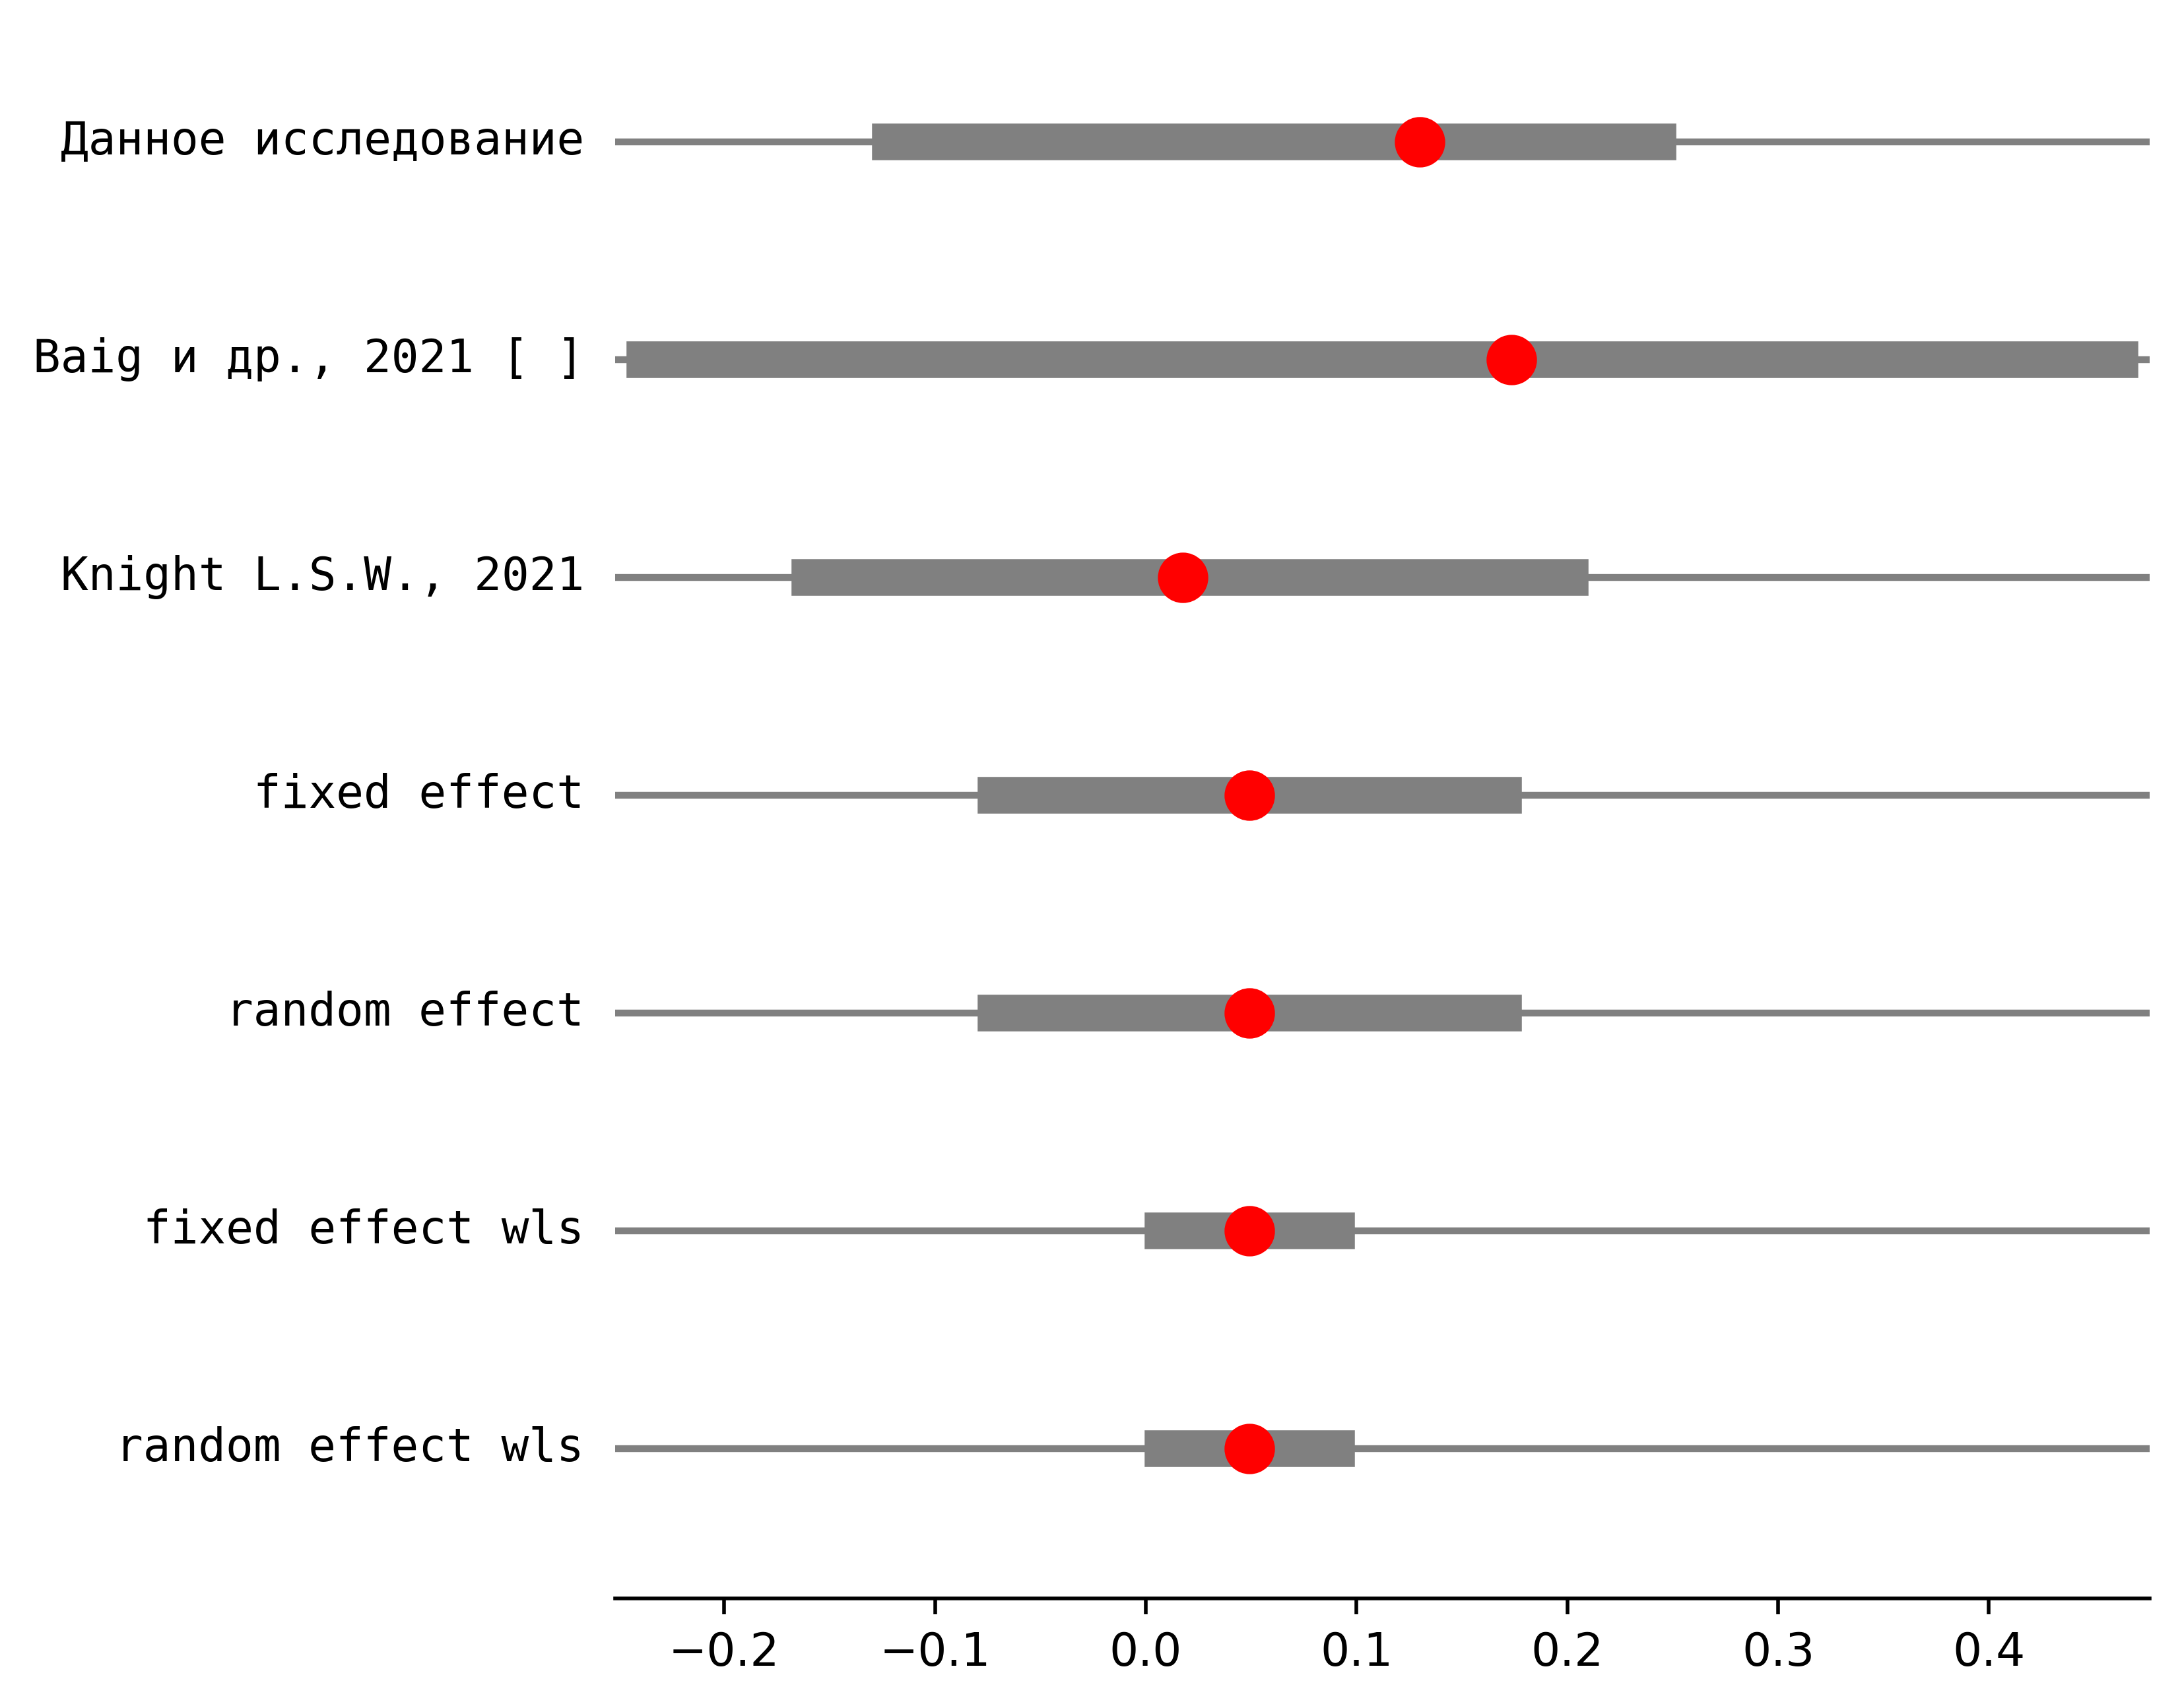 Данное исследование
Baig и др., 2021 [ ]
Knight L.S.W., 2021
fixed effect
random effect
fixed effect wls
random effect wls
−0.2 −0.1 0.0 0.1 0.2 0.3 0.4